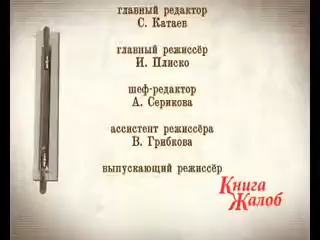 главный редактор
С. Катаев
главный режиссёр
И. Плиско
шеф-редактор
А. Серикова
ассистент режиссёра
В. Грибкова
выпускающий режиссёр
Книга
Жалоб